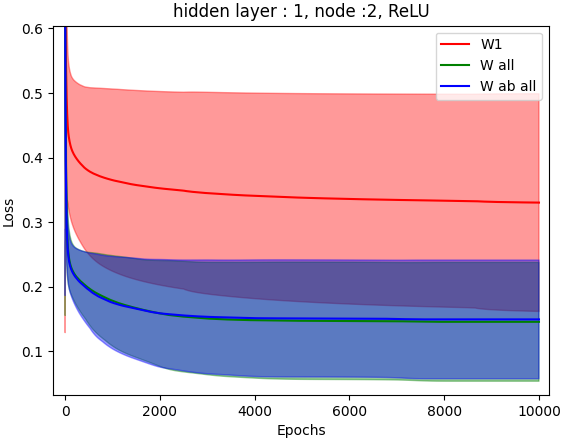 hidden layer : 1, node :2, ReLU
W1
W all
W ab all
0.6
0.5
0.4
0.3
0.2
0.1
Loss
0 2000 4000 6000 8000 10000
Epochs